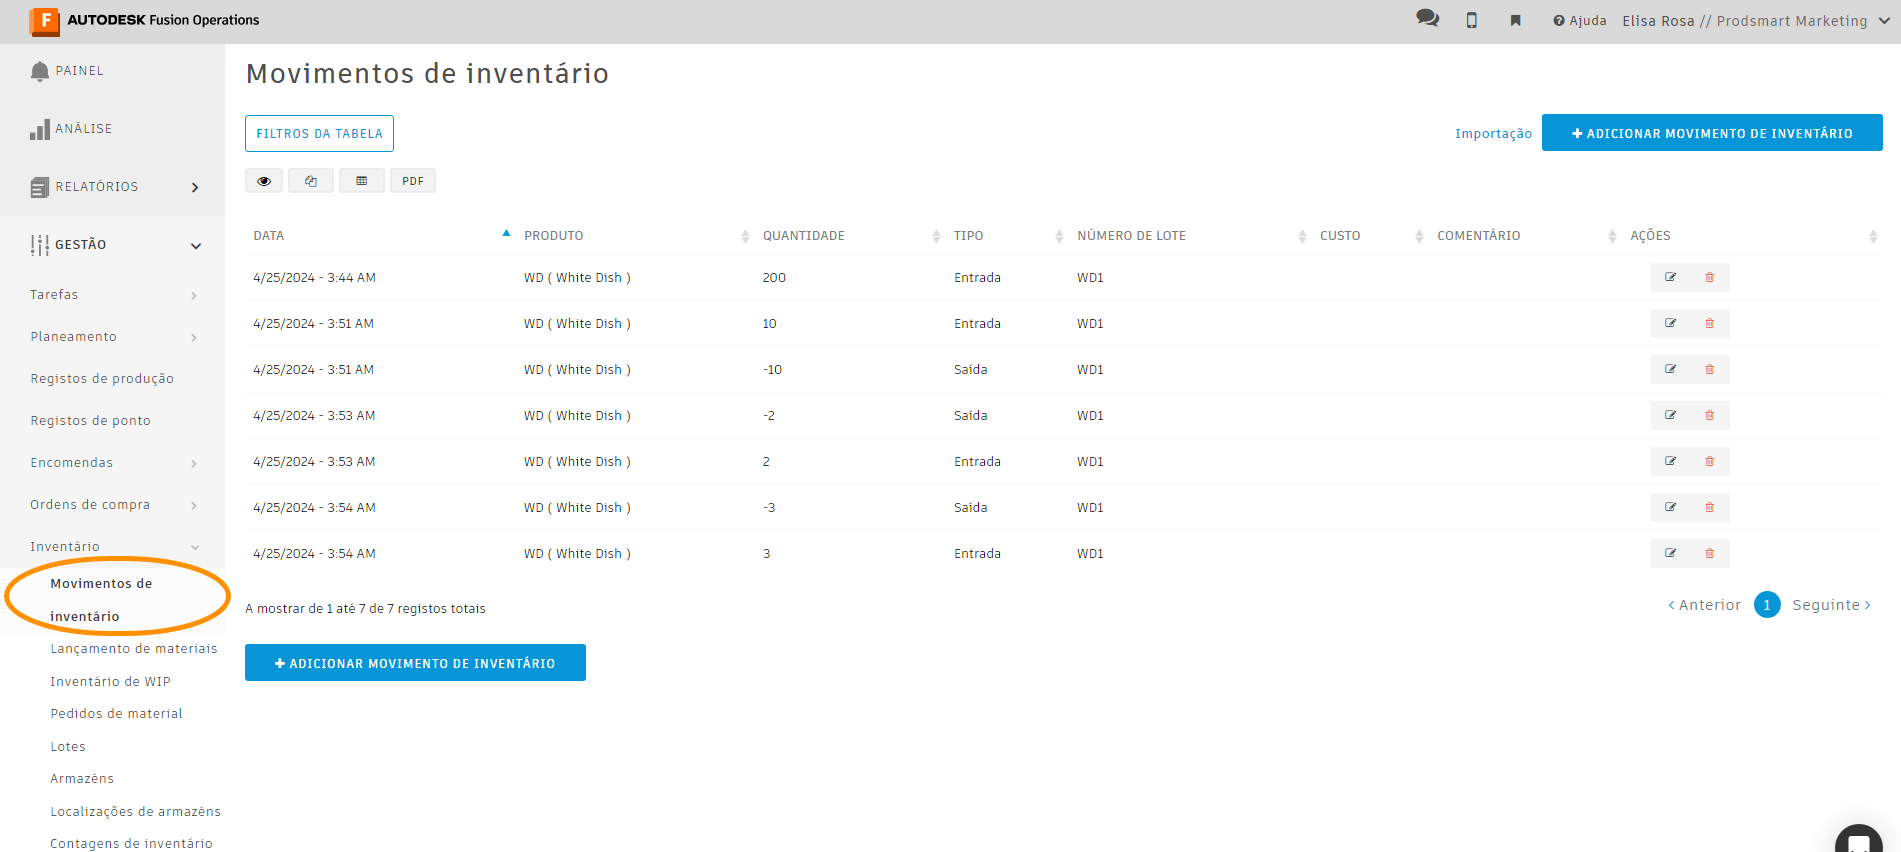 F AUTODESK Fusion Operations
Ajuda Elisa Rosa // Prodsmart Marketing
PAINEL
ANÁLISE
RELATÓRIOS
GESTÃO
Tarefas
Planeamento
Registos de produção
Registos de ponto
Encomendas
Ordens de compra
Inventário
Movimentos de
inventário
Lançamento de materiais
Inventário de WIP
Pedidos de material
Lotes
Armazéns
Localizações de armazéns
Contagens de inventário
Movimentos de inventário
FILTROS DA TABELA
Importação + ADICIONAR MOVIMENTO DE INVENTÁRIO
PDF
DATA PRODUTO QUANTIDADE TIPO NÚMERO DE LOTE CUSTO COMENTÁRIO AÇÕES
4/25/2024 - 3:44 AM WD ( White Dish ) 200 Entrada WD1
4/25/2024 - 3:51 AM WD ( White Dish ) 10 Entrada WD1
4/25/2024 - 3:51 AM WD ( White Dish ) -10 Saída WD1
4/25/2024 - 3:53 AM WD ( White Dish ) -2 Saída WD1
4/25/2024 - 3:53 AM WD ( White Dish ) 2 Entrada WD1
4/25/2024 - 3:54 AM WD ( White Dish ) -3 Saída WD1
4/25/2024 - 3:54 AM WD ( White Dish ) 3 Entrada WD1
A mostrar de 1 até 7 de 7 registos totais
‹ Anterior 1 Seguinte ›
+ ADICIONAR MOVIMENTO DE INVENTÁRIO